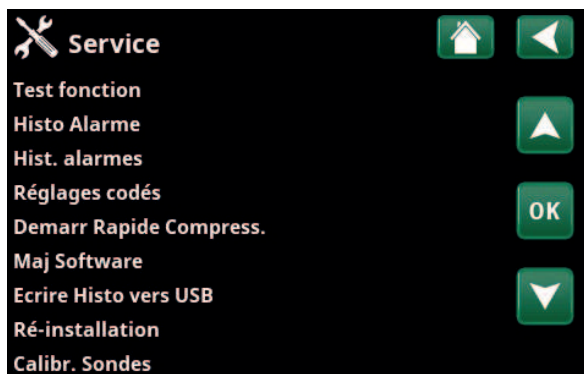 Service
Test fonction
Histo Alarme
Hist. alarmes
Réglages codés
OK
Demarr Rapide Compress.
Maj Software
Ecrire Histo vers USB
Ré-installation
Calibr. Sondes